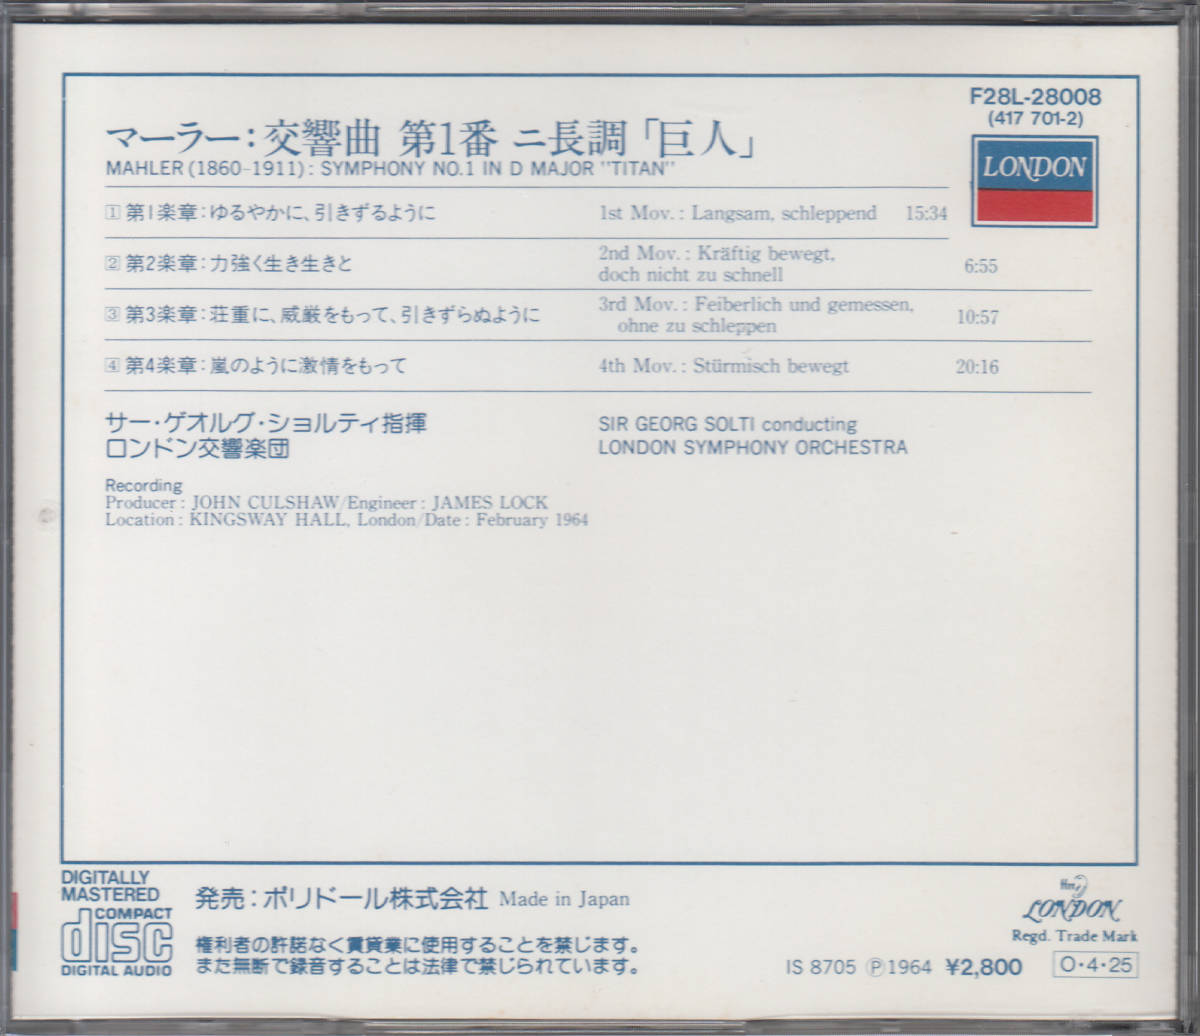 F28L-28008
(417 701-2)
LONDON
マーラー：交響曲 第1番 ニ長調「巨人」
MAHLER (1860-1911) : SYMPHONY NO.1 IN D MAJOR "TITAN"
1 第1楽章：ゆるやかに、引きずるように 1st Mov. : Langsam, schleppend 15:34
2 第2楽章：力強く生き生きと 2nd Mov. : Kräftig bewegt,
doch nicht zu schnell 6:55
3 第3楽章：荘重に、威厳をもって、引きずらぬように 3rd Mov. : Feiberlich und gemessen,
ohne zu schleppen 10:57
4 第4楽章：嵐のように激情をもって 4th Mov. : Stürmisch bewegt 20:16
サー・ゲオルグ・ショルティ指揮 SIR GEORG SOLTI conducting
ロンドン交響楽団 LONDON SYMPHONY ORCHESTRA
Recording
Producer : JOHN CULSHAW/Engineer : JAMES LOCK
Location : KINGSWAY HALL, London/Date : February 1964
DIGITALLY
MASTERED
COMPACT
disc
DIGITAL AUDIO
発売：ポリドール株式会社 Made in Japan
権利者の許諾なく賃貸業に使用することを禁じます。
また無断で録音することは法律で禁じられています。
ffrr
LONDON
Regd. Trade Mark
IS 8705 Ⓟ1964 ¥2,800 O・4・25